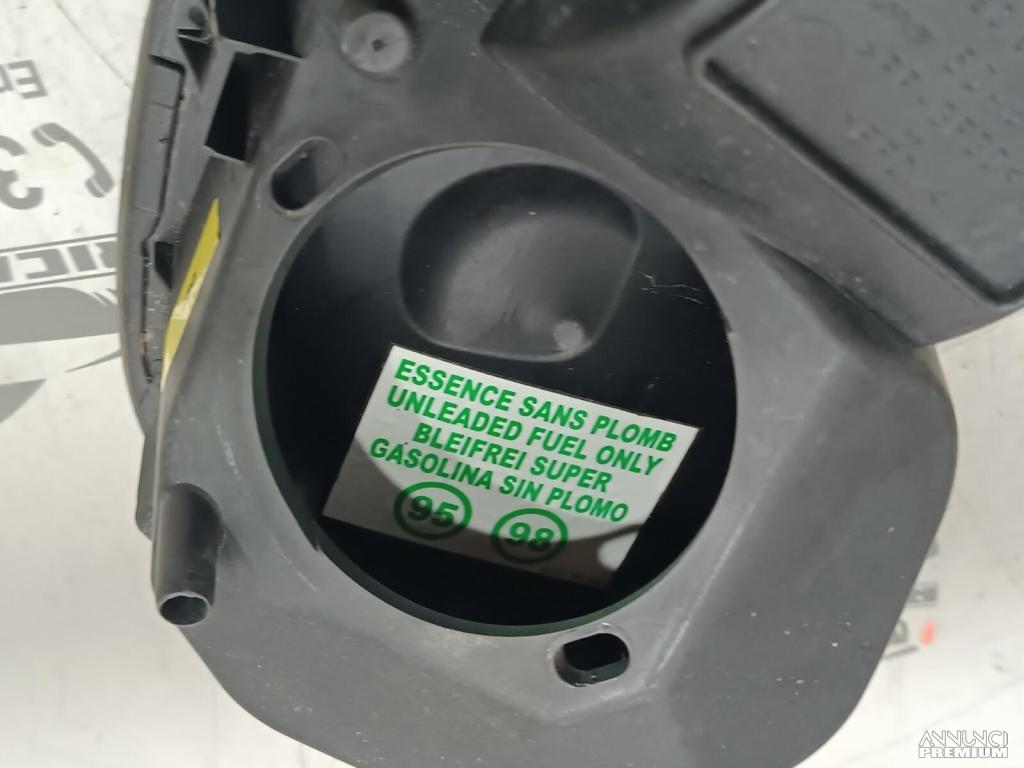 ESSENCE SANS PLOMB
UNLEADED FUEL ONLY
BLEIFREI SUPER
GASOLINA SIN PLOMO
95 98
ANNUNCI
PREMIUM